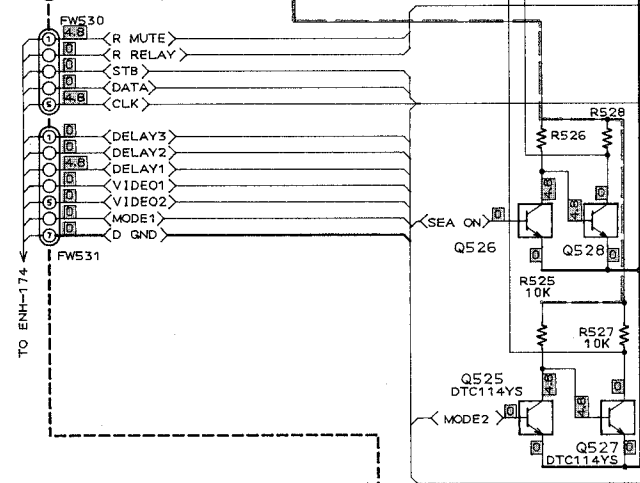 FW530
1 4.8 R MUTE
0 R RELAY
0 STB
0 DATA
5 4.8 CLK
1 0 DELAY3
0 DELAY2
4.8 DELAY1
0 VIDEO1
5 0 VIDEO2
0 MODE1
7 0 D GND
FW531
TO ENH-174
R526
R528
4.8
0
4.8
SEA ON 0
Q526
Q528
0
0
R525
10K
R527
10K
Q525
DTC114YS
4.8
0
4.8
MODE2 0
0
Q527
0
DTC114YS